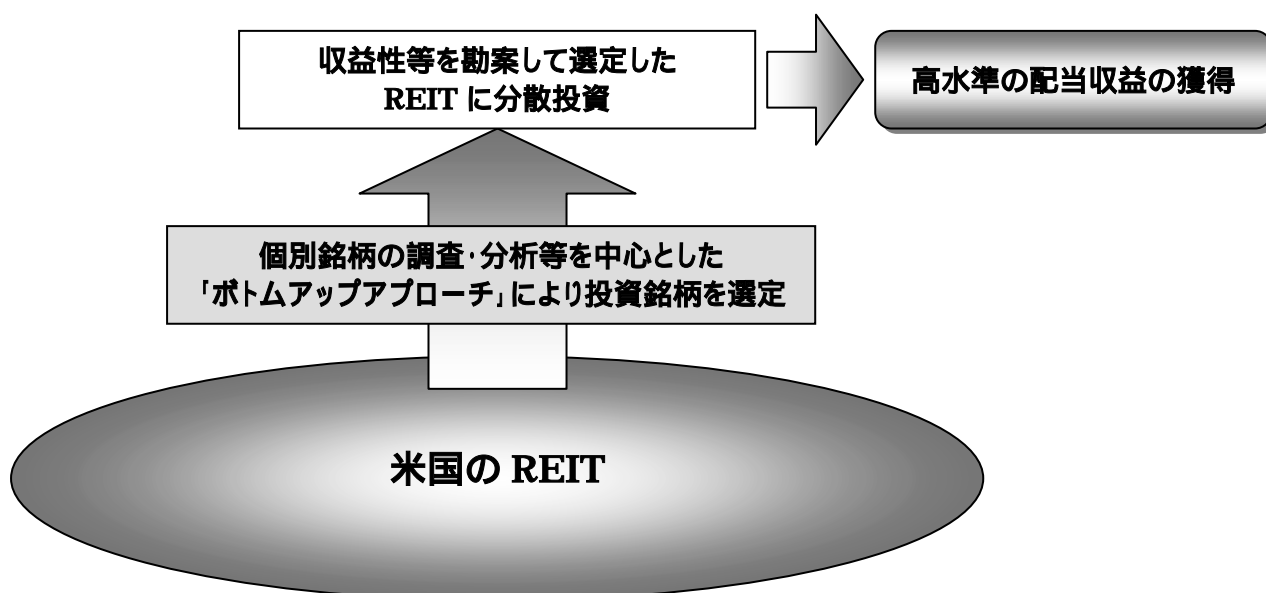 収益性等を勘案して選定した
REIT に分散投資
高水準の配当収益の獲得
個別銘柄の調査･分析等を中心とした
｢ボトムアップアプローチ｣により投資銘柄を選定
米国の REIT